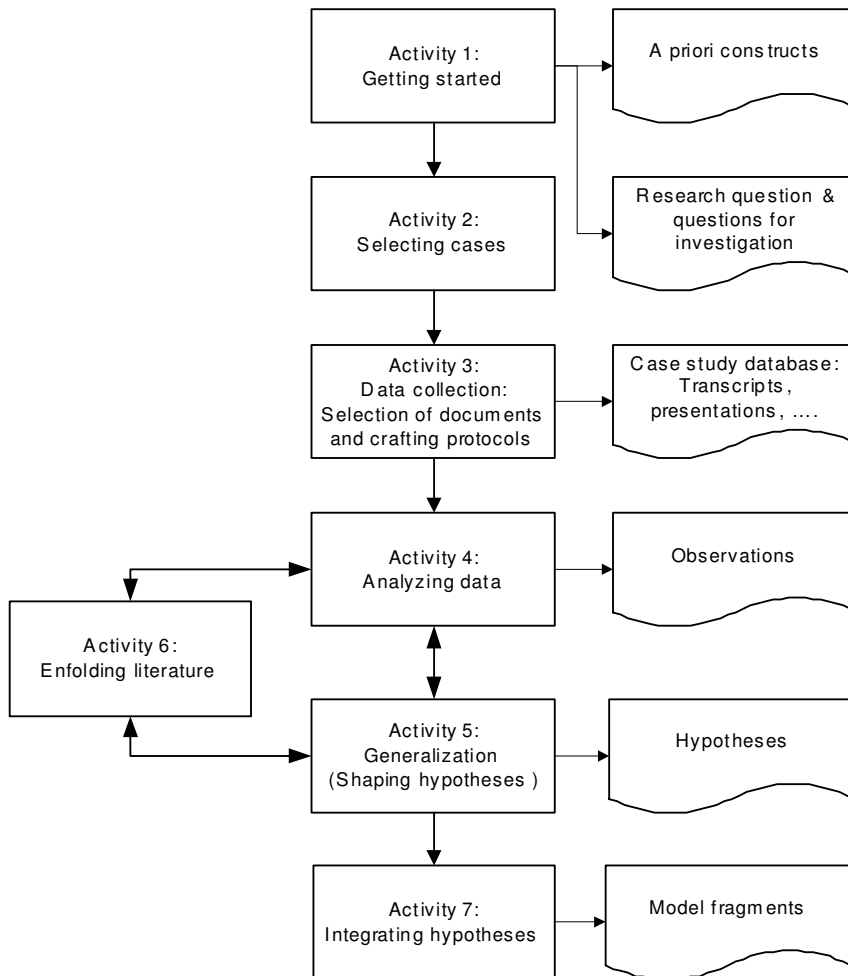 Activity 1:
Getting started
A priori constructs
Activity 2:
Selecting cases
Research question &
questions for
investigation
Activity 3:
Data collection:
Selection of documents
and crafting protocols
Case study database:
Transcripts,
presentations, ....
Activity 4:
Analyzing data
Observations
Activity 6:
Enfolding literature
Activity 5:
Generalization
(Shaping hypotheses )
Hypotheses
Activity 7:
Integrating hypotheses
Model fragments